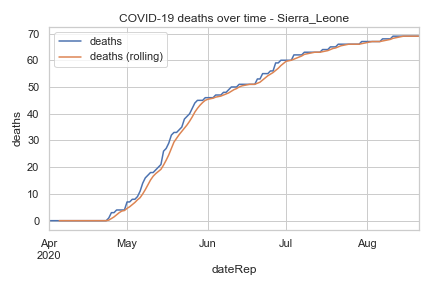 COVID-19 deaths over time - Sierra_Leone
deaths
deaths (rolling)
70
60
50
40
30
20
10
0
deaths
Apr May Jun Jul Aug
2020
dateRep